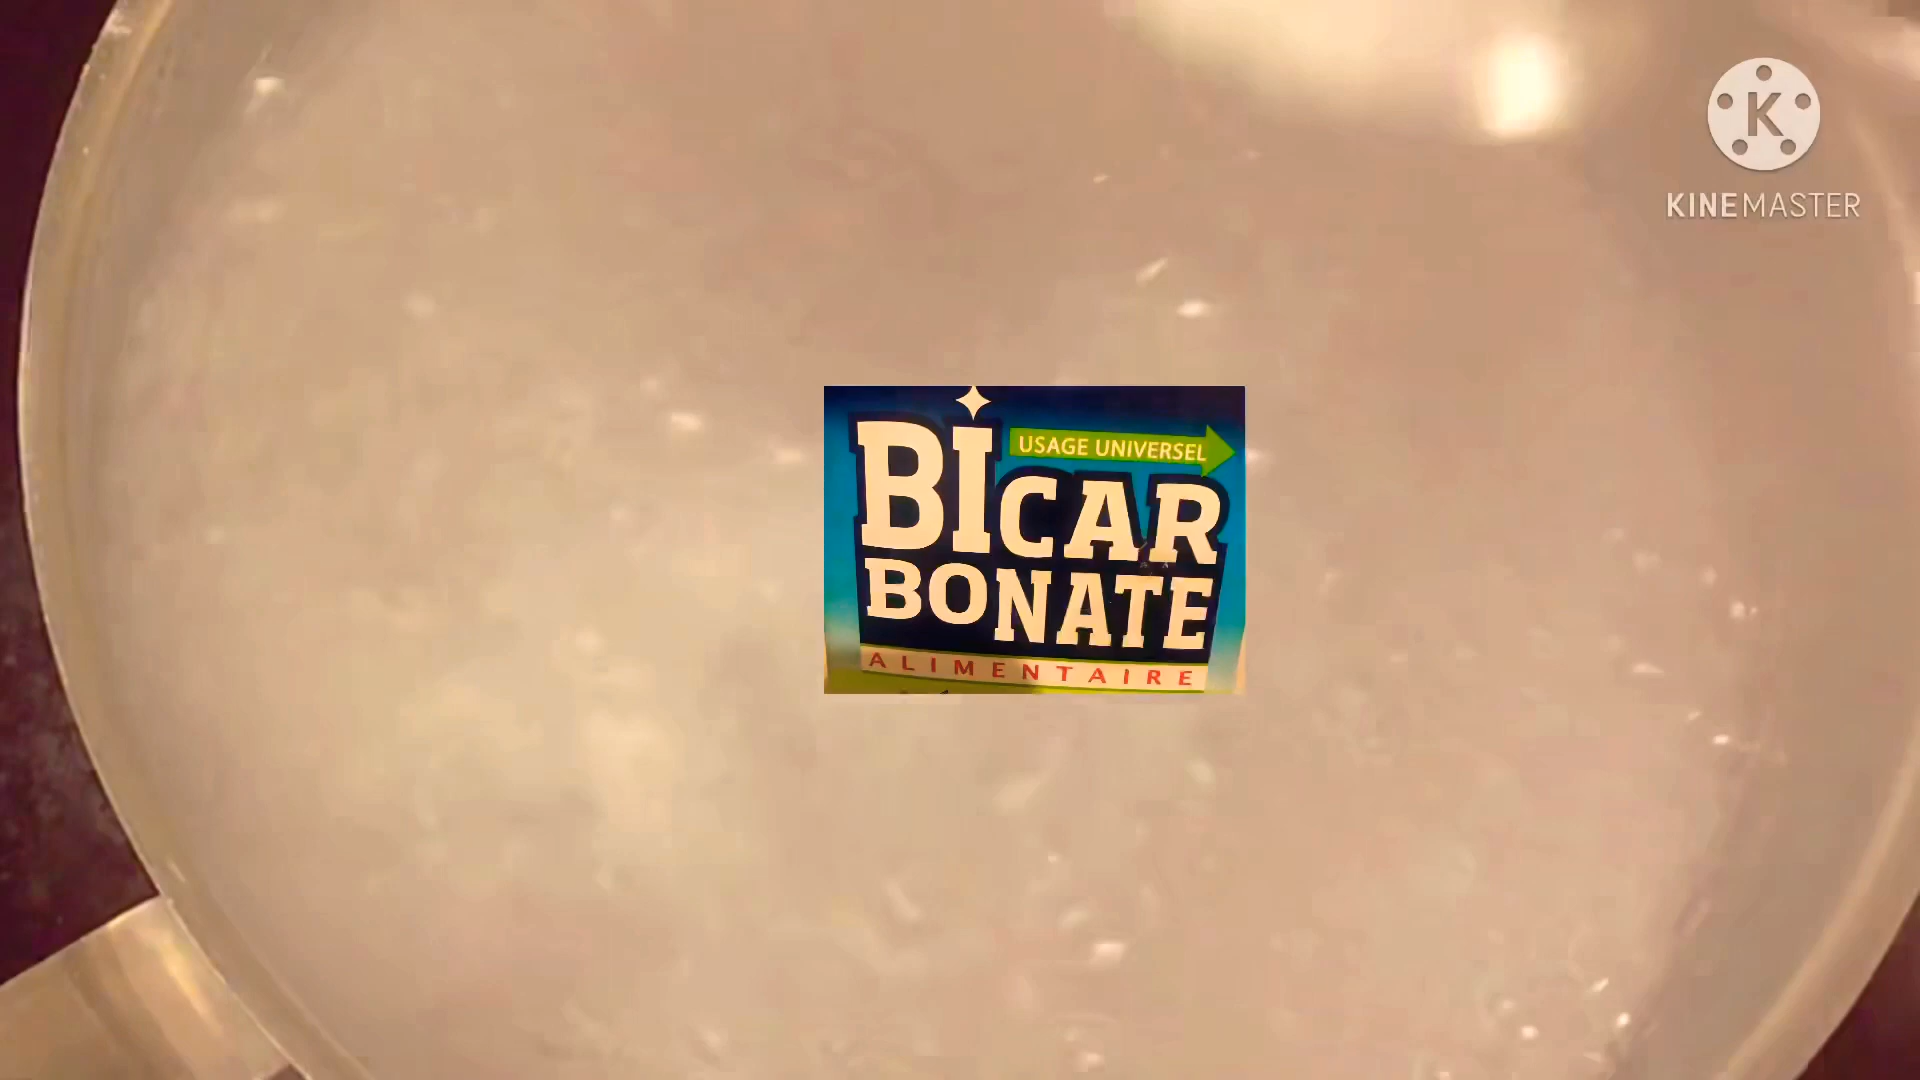 K
KINEMASTER
USAGE UNIVERSEL
BICAR
BONATE
ALIMENTAIRE